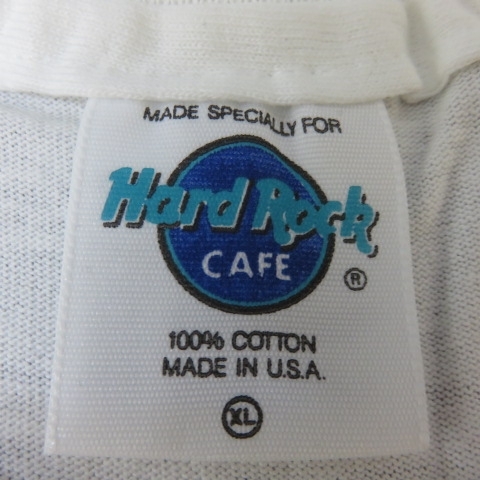 MADE SPECIALLY FOR
Hard Rock
CAFE
®
100% COTTON
MADE IN U.S.A.
XL